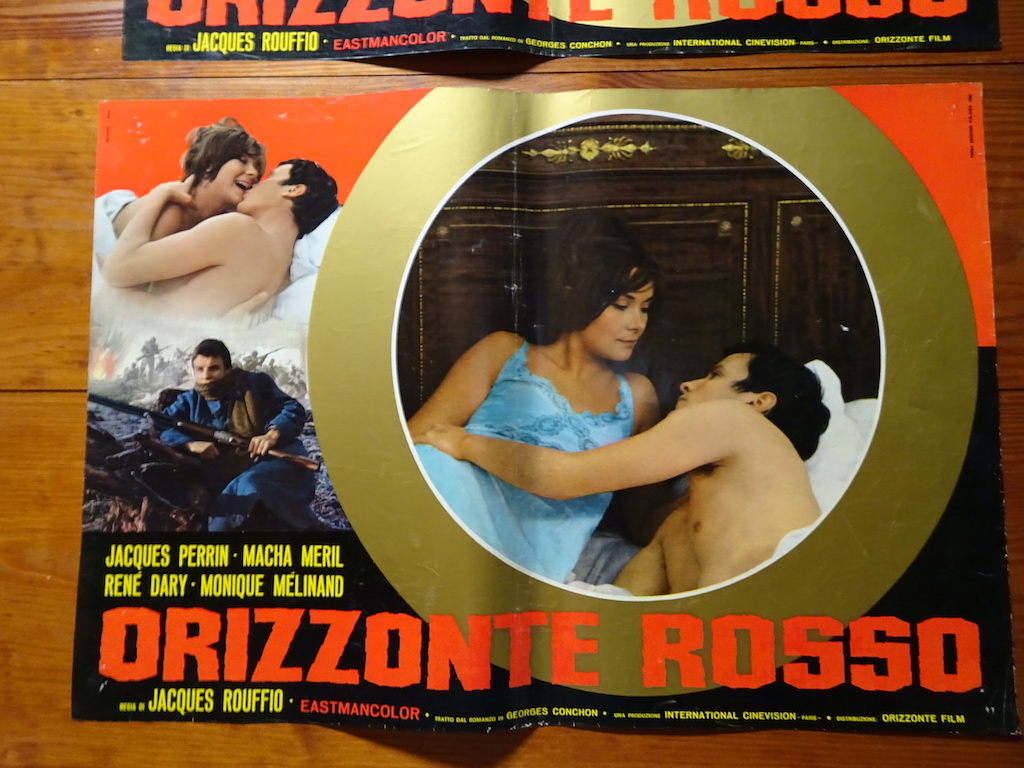 ORIZZONTE ROSSO
REGIA DI JACQUES ROUFFIO · EASTMANCOLOR · TRATTO DAL ROMANZO DI GEORGES CONCHON · UNA PRODUZIONE INTERNATIONAL CINEVISION -PARIS- · DISTRIBUZIONE: ORIZZONTE FILM
JACQUES PERRIN · MACHA MERIL
RENÉ DARY · MONIQUE MÉLINAND
ORIZZONTE ROSSO
REGIA DI JACQUES ROUFFIO · EASTMANCOLOR · TRATTO DAL ROMANZO DI GEORGES CONCHON · UNA PRODUZIONE INTERNATIONAL CINEVISION -PARIS- · DISTRIBUZIONE: ORIZZONTE FILM